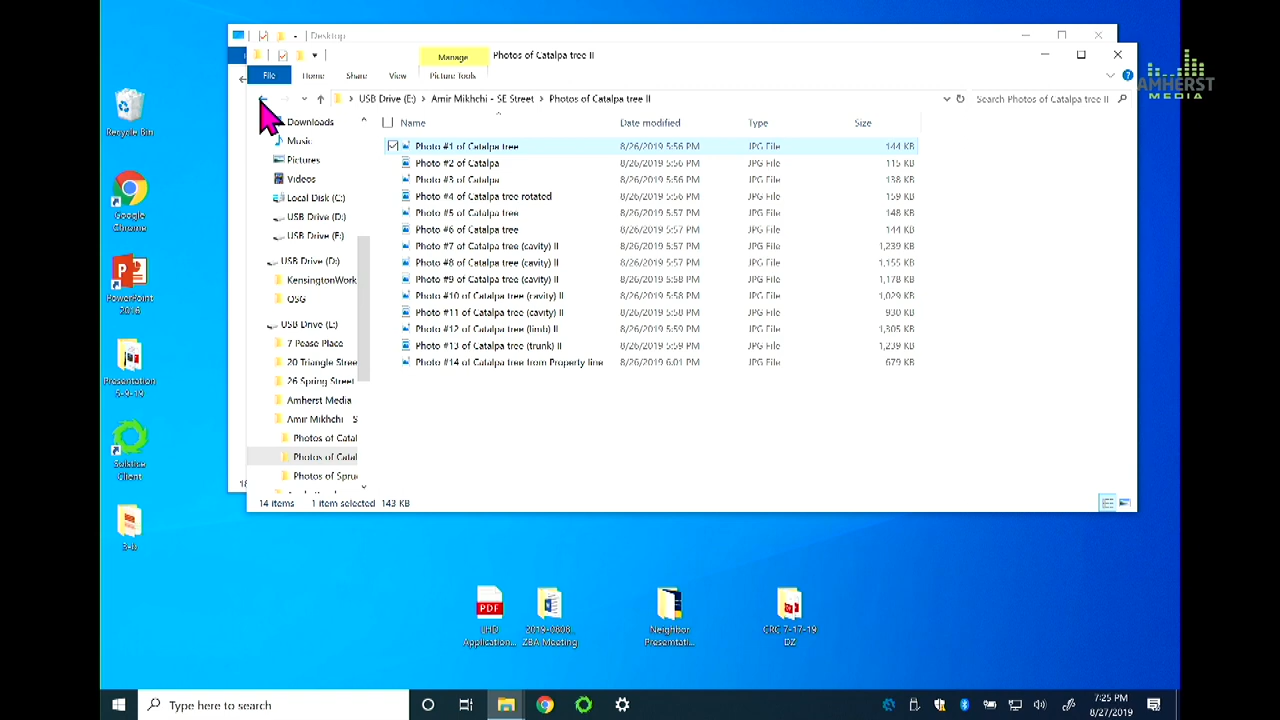 Desktop
Manage
Photos of Catalpa tree II
File
Home
Share
View
Picture Tools
AMHERST
MEDIA
USB Drive (E:)
Amir Mikhchi - SE Street
Photos of Catalpa tree II
Search Photos of Catalpa tree II
Name
Date modified
Type
Size
Downloads
Music
Pictures
Videos
Local Disk (C:)
USB Drive (D:)
USB Drive (E:)
USB Drive (D:)
KensingtonWork
OSG
USB Drive (E:)
7 Pease Place
20 Triangle Stree
26 Spring Street
Amherst Media
Amir Mikhchi - S
Photos of Catal
Photos of Catal
Photos of Spru
Photo #1 of Catalpa tree 8/26/2019 5:56 PM JPG File 144 KB
Photo #2 of Catalpa 8/26/2019 5:56 PM JPG File 115 KB
Photo #3 of Catalpa 8/26/2019 5:56 PM JPG File 138 KB
Photo #4 of Catalpa tree rotated 8/26/2019 5:56 PM JPG File 159 KB
Photo #5 of Catalpa tree 8/26/2019 5:57 PM JPG File 148 KB
Photo #6 of Catalpa tree 8/26/2019 5:57 PM JPG File 144 KB
Photo #7 of Catalpa tree (cavity) II 8/26/2019 5:57 PM JPG File 1,239 KB
Photo #8 of Catalpa tree (cavity) II 8/26/2019 5:57 PM JPG File 1,155 KB
Photo #9 of Catalpa tree (cavity) II 8/26/2019 5:58 PM JPG File 1,178 KB
Photo #10 of Catalpa tree (cavity) II 8/26/2019 5:58 PM JPG File 1,029 KB
Photo #11 of Catalpa tree (cavity) II 8/26/2019 5:58 PM JPG File 930 KB
Photo #12 of Catalpa tree (limb) II 8/26/2019 5:59 PM JPG File 1,305 KB
Photo #13 of Catalpa tree (trunk) II 8/26/2019 5:59 PM JPG File 1,239 KB
Photo #14 of Catalpa tree from Property line 8/26/2019 6:01 PM JPG File 679 KB
14 items
1 item selected
143 KB
Recycle Bin
Google
Chrome
PowerPoint
2016
Presentation
Solstice
Client
PDF
LHD
Application...
ZBA Meeting
Neighbor
Presentati...
CRC 7-17-19
DZ
Type here to search
7:25 PM
8/27/2019